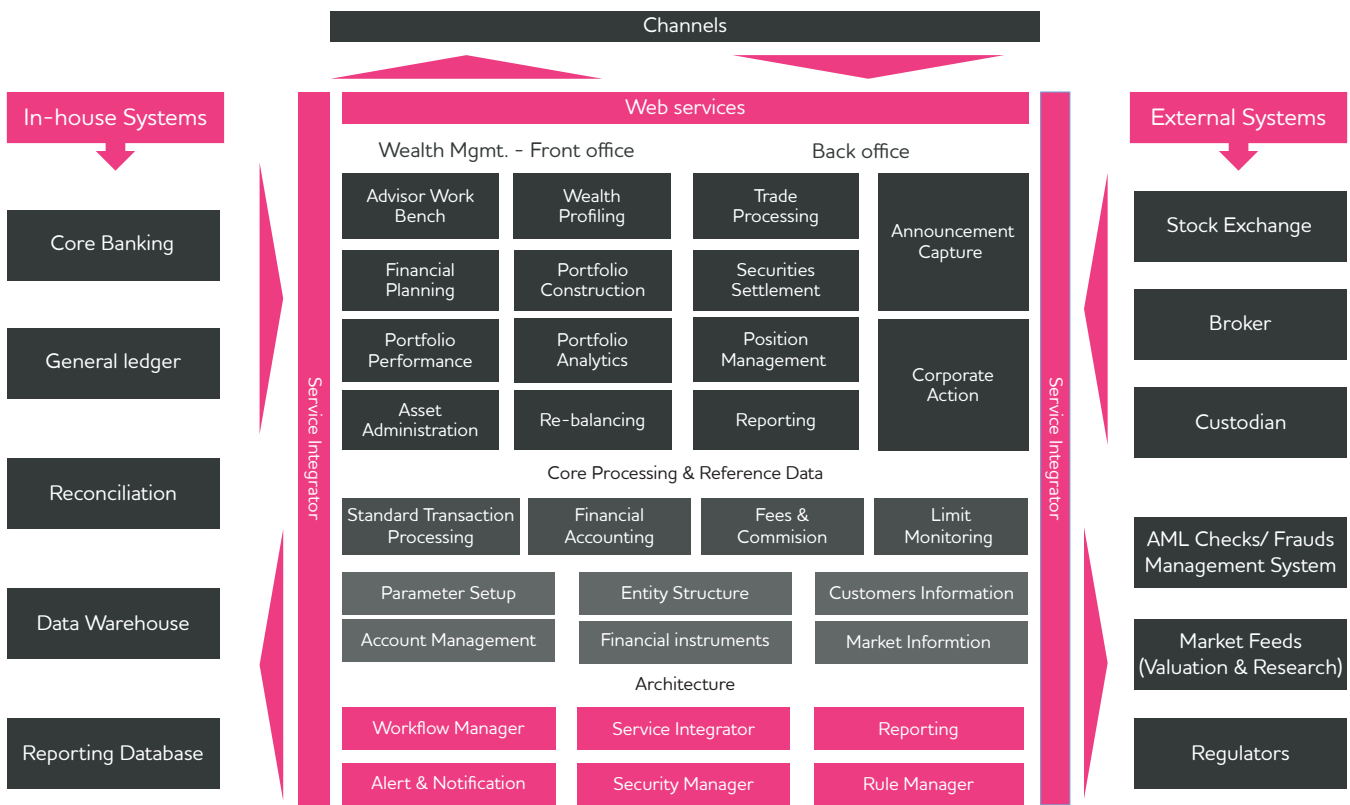 Channels
In-house Systems
Core Banking
General ledger
Reconciliation
Data Warehouse
Reporting Database
Service Integrator
Web services
Wealth Mgmt. - Front office
Back office
Advisor Work
Bench
Wealth
Profiling
Trade
Processing
Announcement
Capture
Financial
Planning
Portfolio
Construction
Securities
Settlement
Portfolio
Performance
Portfolio
Analytics
Position
Management
Corporate
Action
Asset
Administration
Re-balancing
Reporting
Core Processing & Reference Data
Standard Transaction
Processing
Financial
Accounting
Fees &
Commision
Limit
Monitoring
Parameter Setup
Entity Structure
Customers Information
Account Management
Financial instruments
Market Informtion
Architecture
Workflow Manager
Service Integrator
Reporting
Alert & Notification
Security Manager
Rule Manager
Service Integrator
External Systems
Stock Exchange
Broker
Custodian
AML Checks/ Frauds
Management System
Market Feeds
(Valuation & Research)
Regulators